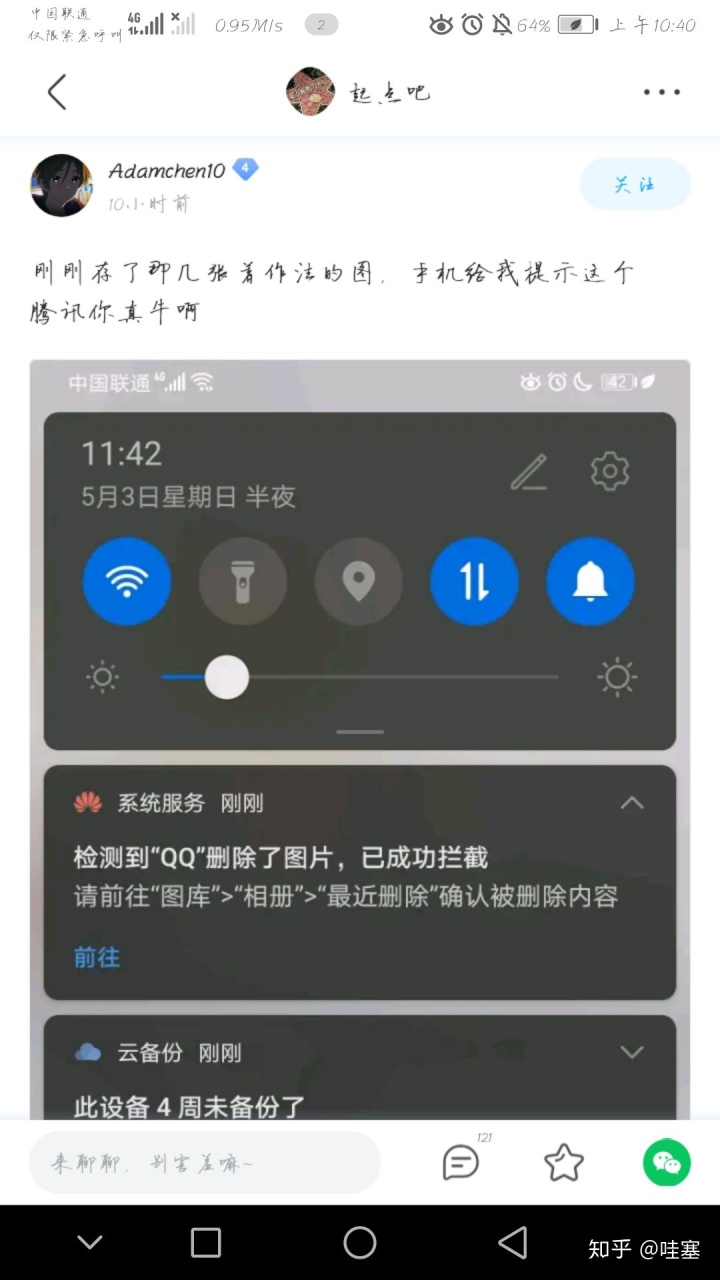 中国联通
仅限紧急呼叫
4G 0.95M/s 2 64% 上午10:40
起点吧
Adamchen10 4
10小时前
关注
刚刚存了那几张着作法的图，手机给我提示这个
腾讯你真牛啊
中国联通 4G 42
11:42
5月3日星期日 半夜
系统服务 刚刚
检测到“QQ”删除了图片，已成功拦截
请前往“图库”>“相册”>“最近删除”确认被删除内容
前往
云备份 刚刚
此设备 4 周未备份了
来聊聊，别害羞嘛~
121
知乎 @哇塞